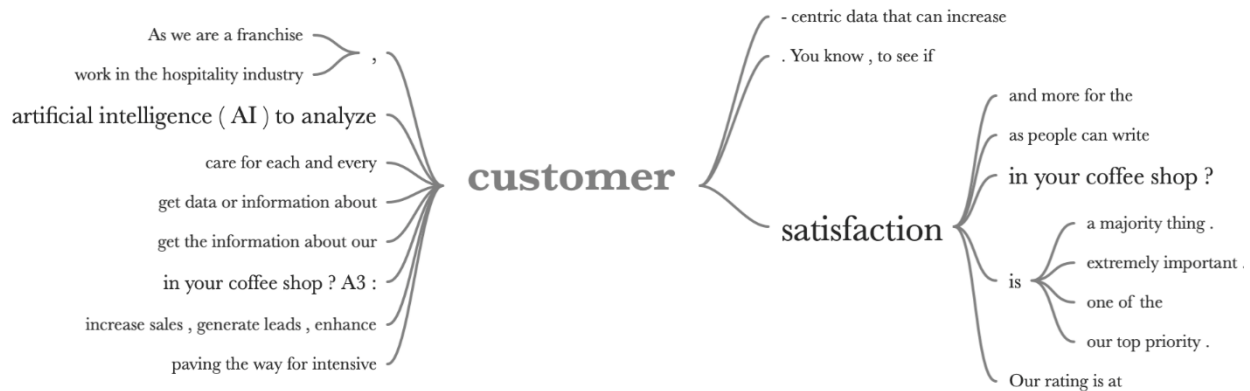 As we are a franchise
work in the hospitality industry
,
artificial intelligence ( AI ) to analyze
care for each and every
get data or information about
get the information about our
in your coffee shop ? A3 :
increase sales , generate leads , enhance
paving the way for intensive
customer
- centric data that can increase
. You know , to see if
satisfaction
and more for the
as people can write
in your coffee shop ?
is
a majority thing .
extremely important .
one of the
our top priority .
Our rating is at